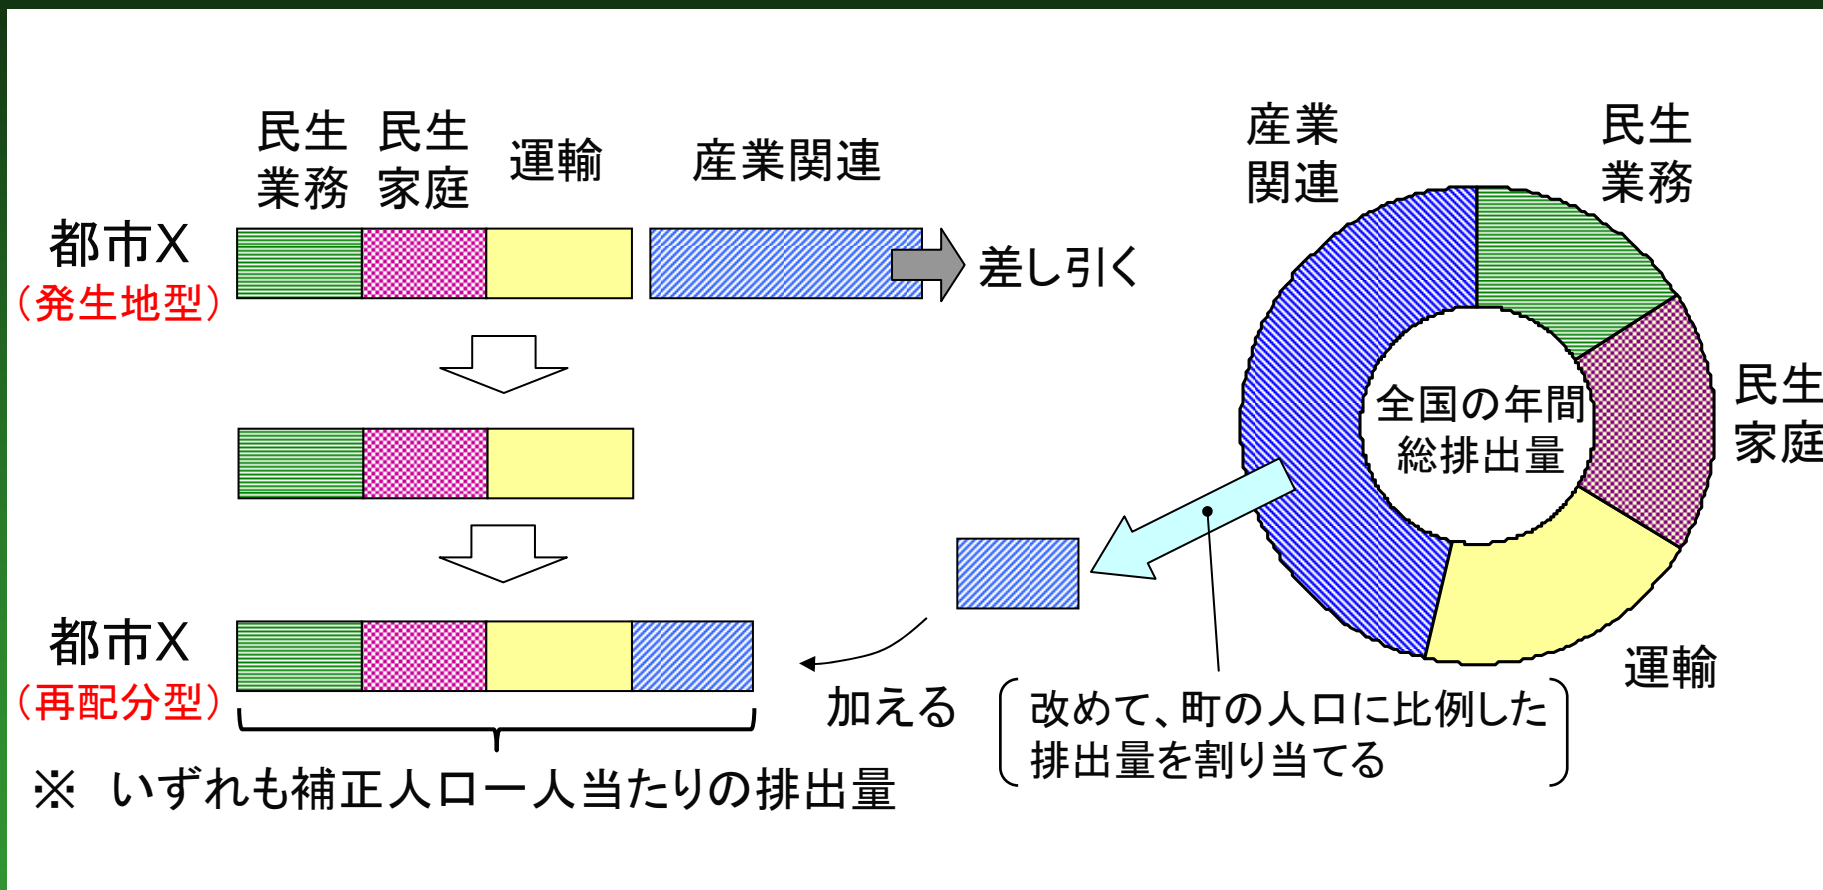 民生
業務
民生
家庭
運輸
産業関連
都市X
（発生地型）
差し引く
産業
関連
民生
業務
民生
家庭
運輸
全国の年間
総排出量
都市X
（再配分型）
加える
改めて、町の人口に比例した
排出量を割り当てる
※　いずれも補正人口一人当たりの排出量